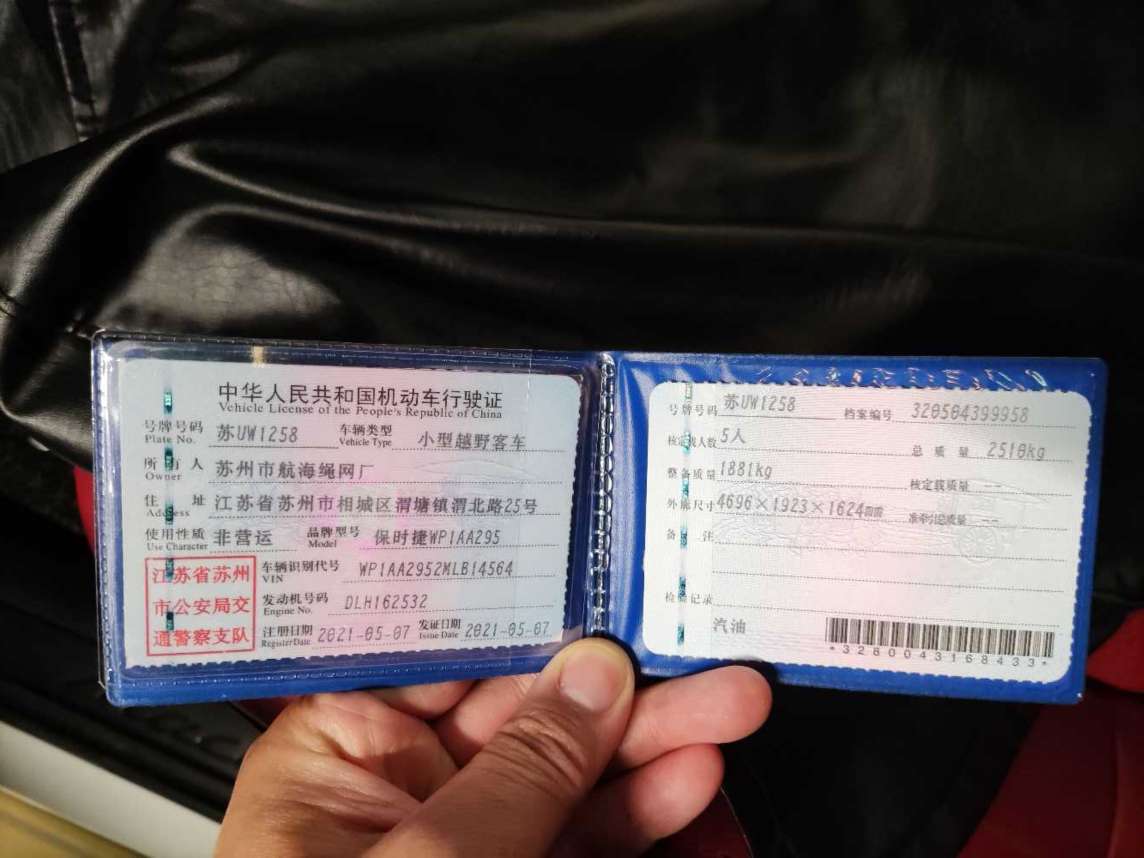 中华人民共和国机动车行驶证
Vehicle License of the People's Republic of China
号牌号码 苏UW1258 车辆类型 小型越野客车
Plate No. Vehicle Type
所有人 苏州市航海绳网厂
Owner
住址 江苏省苏州市相城区渭塘镇渭北路25号
Address
使用性质 非营运 品牌型号 保时捷WP1AA295
Use Character Model
江苏省苏州
市公安局交
通警察支队
车辆识别代号 WP1AA2952MLB14564
VIN
发动机号码 DLH162532
Engine No.
注册日期 2021-05-07 发证日期 2021-05-07
Register Date Issue Date
号牌号码 苏UW1258 档案编号 320504399958
核定载人数 5人 总质量 2510kg
整备质量 1881kg 核定载质量 --
外廓尺寸 4696×1923×1624mm 准牵引总质量 --
备注
检验记录
汽油
*3280043168433*